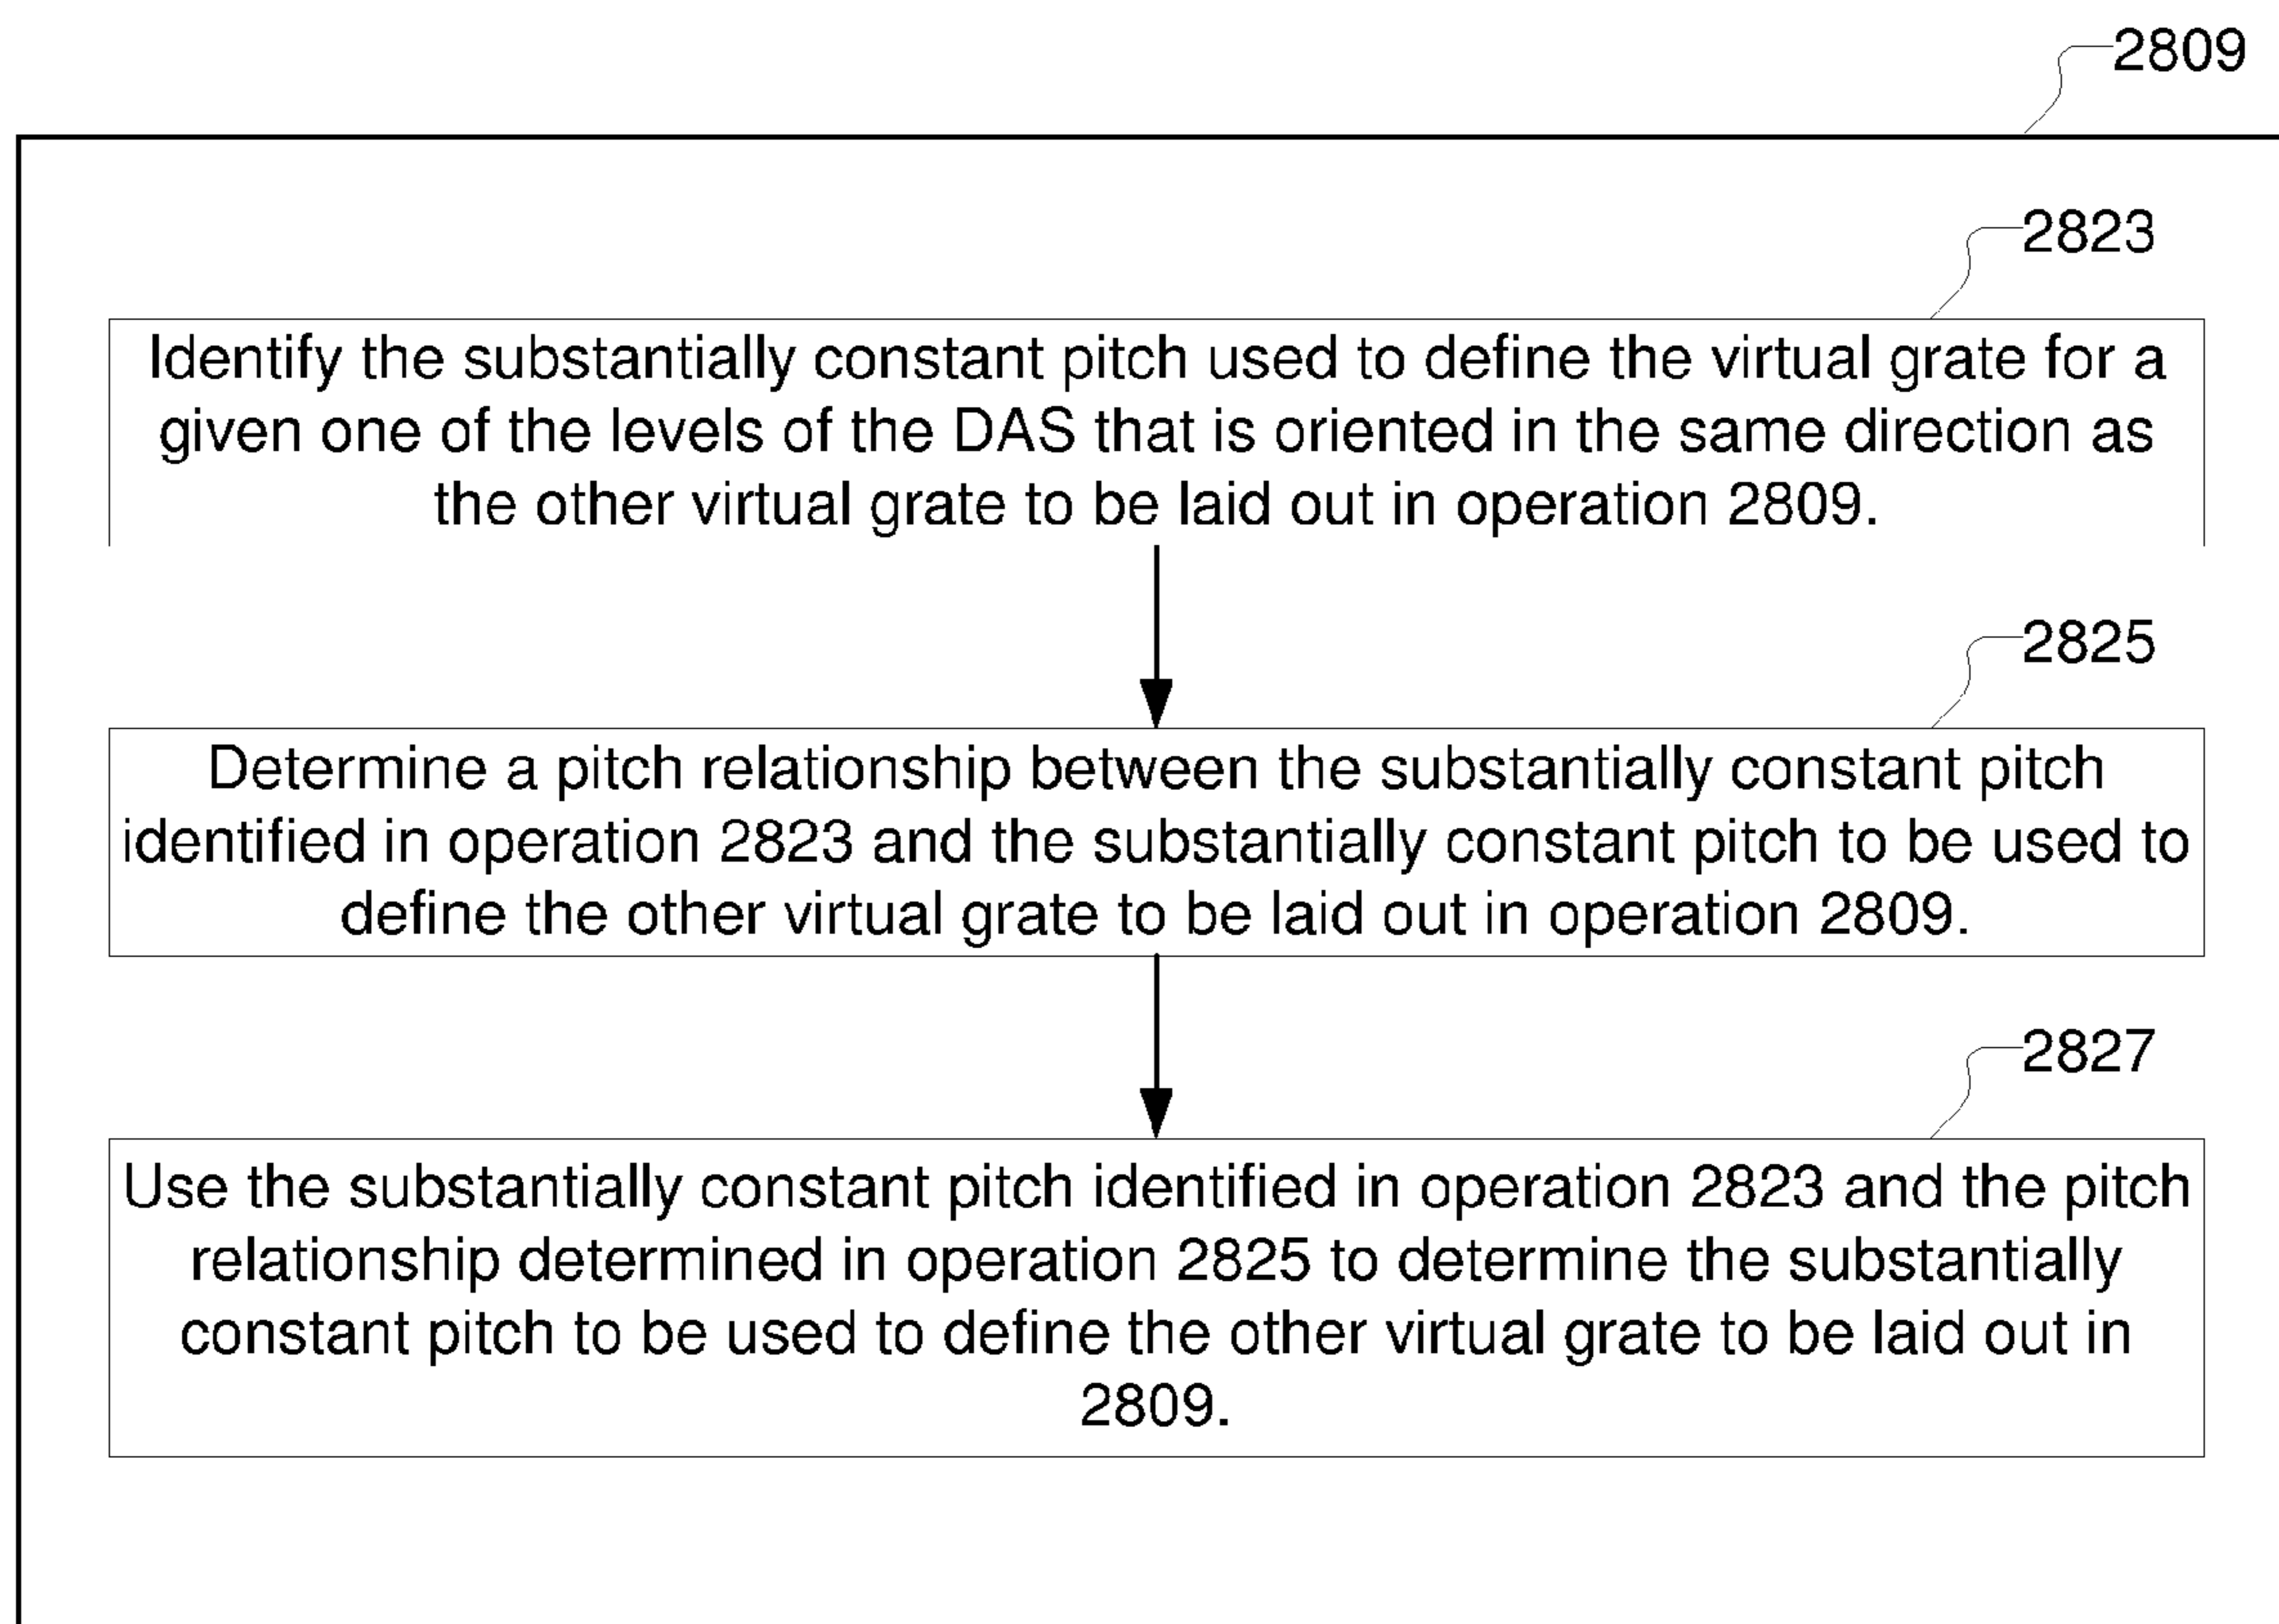 2809
2823
Identify the substantially constant pitch used to define the virtual grate for a
given one of the levels of the DAS that is oriented in the same direction as
the other virtual grate to be laid out in operation 2809.
2825
Determine a pitch relationship between the substantially constant pitch
identified in operation 2823 and the substantially constant pitch to be used to
define the other virtual grate to be laid out in operation 2809.
2827
Use the substantially constant pitch identified in operation 2823 and the pitch
relationship determined in operation 2825 to determine the substantially
constant pitch to be used to define the other virtual grate to be laid out in
2809.